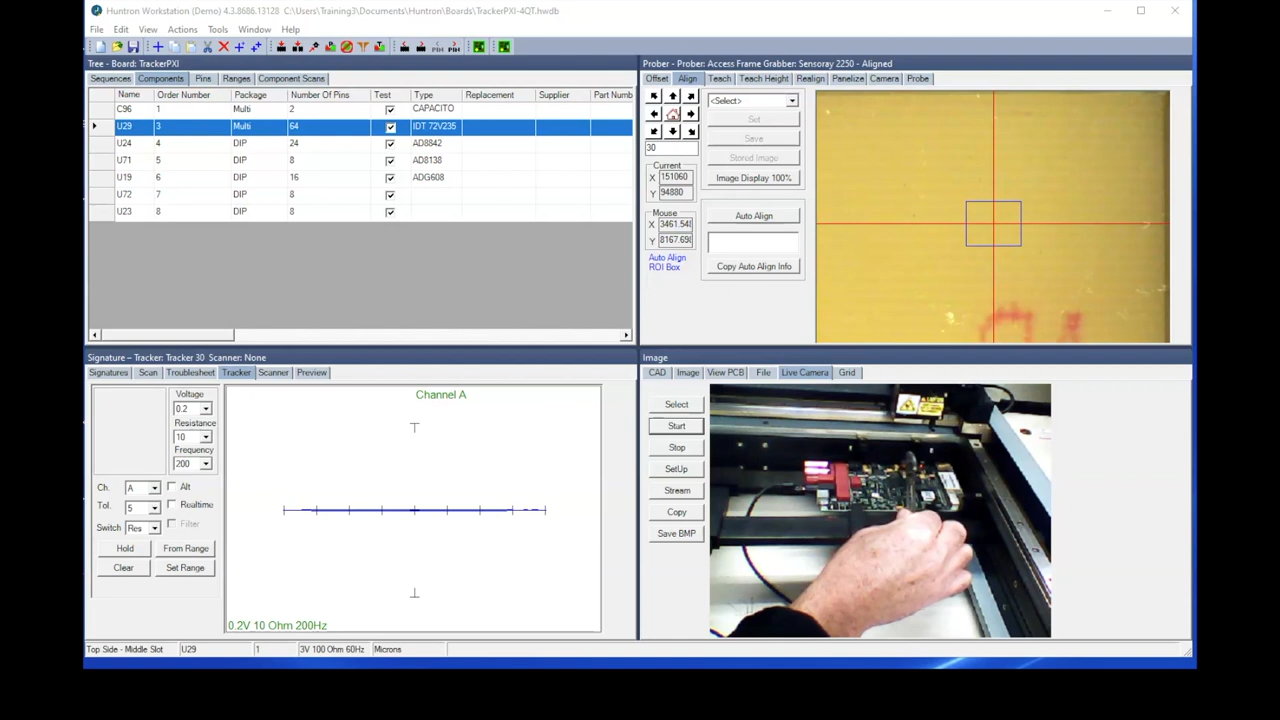 Huntron Workstation (Demo) 4.3.8686.13128 C:\Users\Training3\Documents\Huntron\Boards\TrackerPXI-4QT.hwdb
File Edit View Actions Tools Window Help
Tree - Board: TrackerPXI
Sequences Components Pins Ranges Component Scans
Name Order Number Package Number Of Pins Test Type Replacement Supplier Part Numb
C96 1 Multi 2 CAPACITO
U29 3 Multi 64 IDT 72V235
U24 4 DIP 24 AD8842
U71 5 DIP 8 AD8138
U19 6 DIP 16 ADG608
U72 7 DIP 8
U23 8 DIP 8
Prober - Prober: Access Frame Grabber: Sensoray 2250 - Aligned
Offset Align Teach Teach Height Realign Panelize Camera Probe
<Select>
Set
Save
Stored Image
Image Display 100%
30
Current
X 151060
Y 94880
Mouse
X 3461.548
Y 8167.698
Auto Align
ROI Box
Auto Align
Copy Auto Align Info
Signature – Tracker: Tracker 30 Scanner: None
Signatures Scan Troublesheet Tracker Scanner Preview
Voltage
0.2
Resistance
10
Frequency
200
Ch. A Alt
Tol. 5 Realtime
Switch Res Filter
Hold From Range
Clear Set Range
Channel A
0.2V 10 Ohm 200Hz
Image
CAD Image View PCB File Live Camera Grid
Select
Start
Stop
SetUp
Stream
Copy
Save BMP
Top Side - Middle Slot U29 1 3V 100 Ohm 60Hz Microns